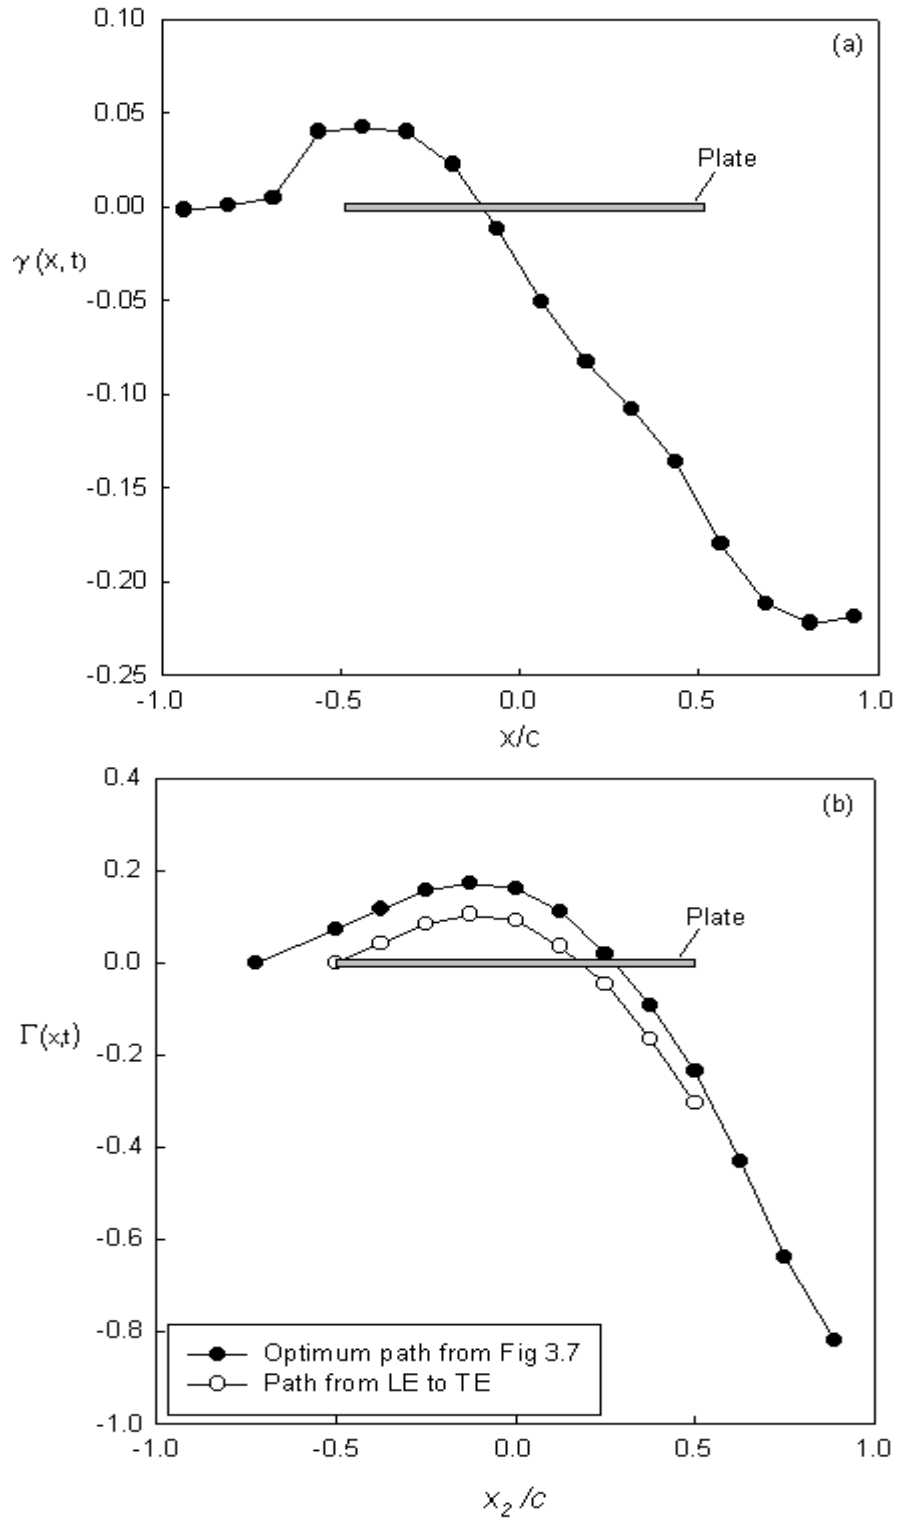 0.10
(a)
0.05
Plate
0.00
γ (x, t)
-0.05
-0.10
-0.15
-0.20
-0.25
-1.0 -0.5 0.0 0.5 1.0
x/c
0.4
(b)
0.2
Plate
0.0
Γ(x,t)
-0.2
-0.4
-0.6
-0.8
Optimum path from Fig 3.7
Path from LE to TE
-1.0
-1.0 -0.5 0.0 0.5 1.0
x₂/c